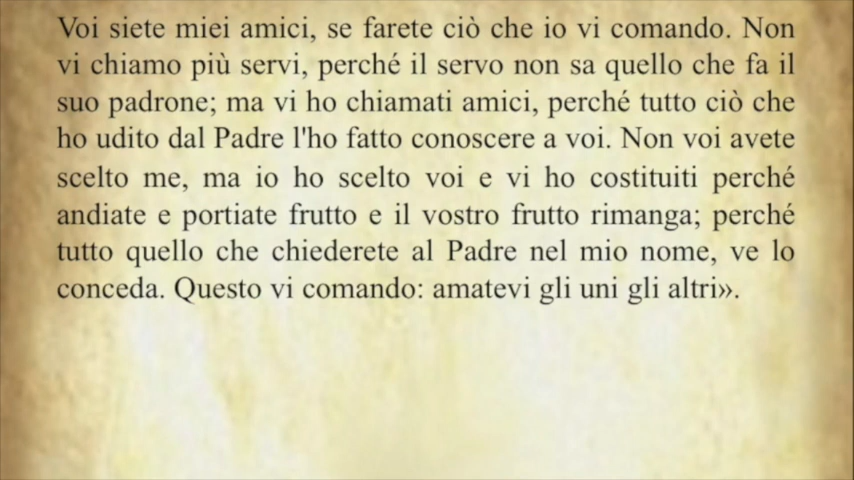 Voi siete miei amici, se farete ciò che io vi comando. Non
vi chiamo più servi, perché il servo non sa quello che fa il
suo padrone; ma vi ho chiamati amici, perché tutto ciò che
ho udito dal Padre l'ho fatto conoscere a voi. Non voi avete
scelto me, ma io ho scelto voi e vi ho costituiti perché
andiate e portiate frutto e il vostro frutto rimanga; perché
tutto quello che chiederete al Padre nel mio nome, ve lo
conceda. Questo vi comando: amatevi gli uni gli altri».